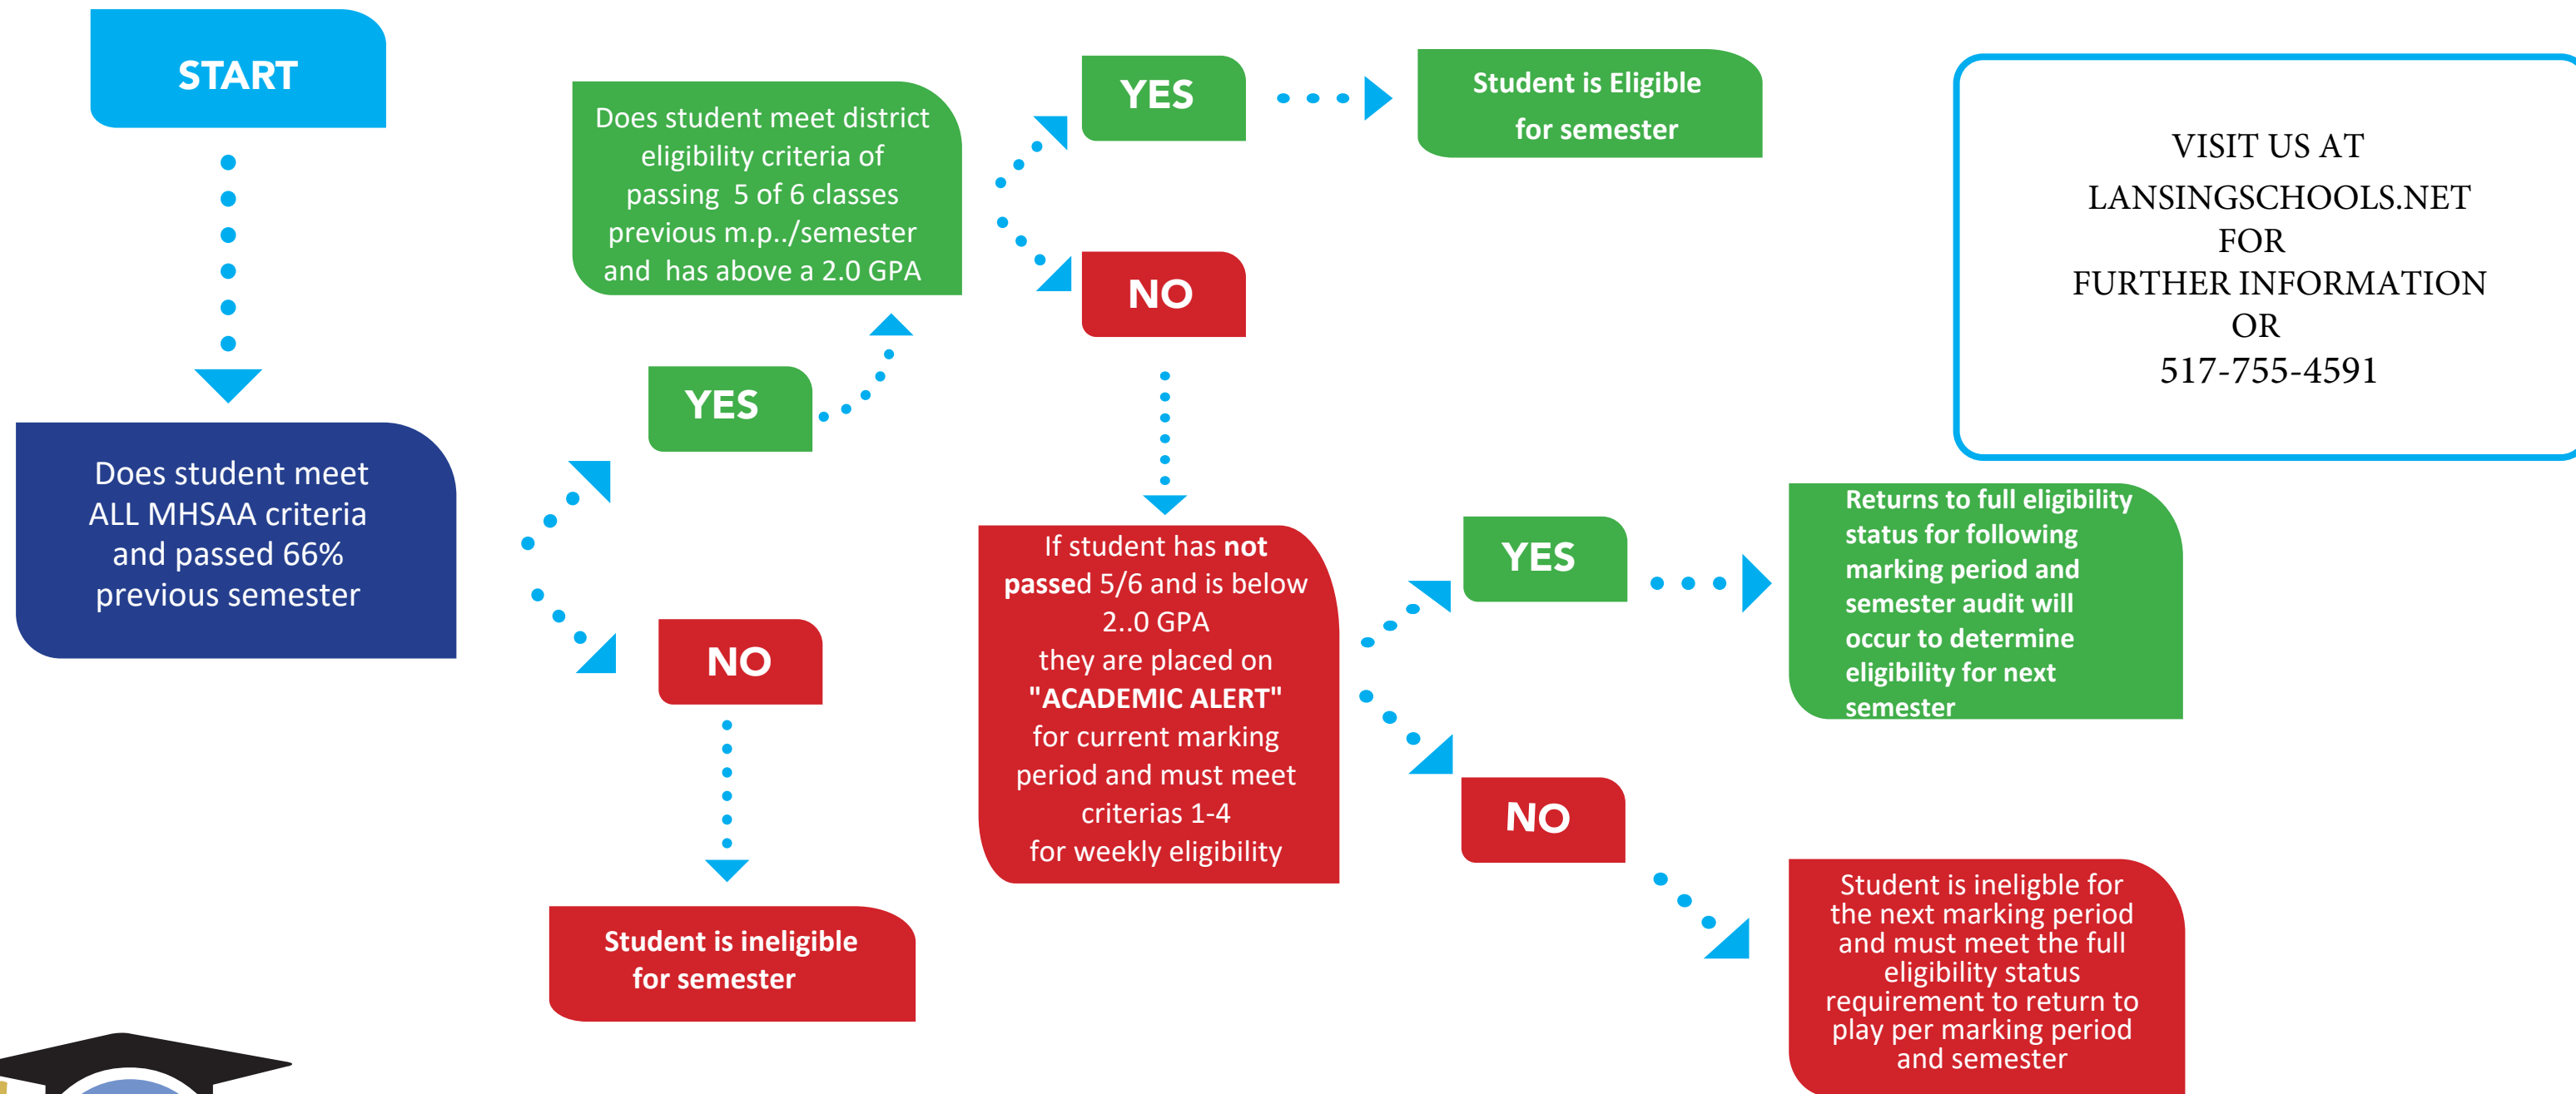 START
Does student meet
ALL MHSAA criteria
and passed 66%
previous semester
YES
NO
Student is ineligible
for semester
Does student meet district
eligibility criteria of
passing 5 of 6 classes
previous m.p../semester
and has above a 2.0 GPA
YES
Student is Eligible
for semester
NO
If student has not
passed 5/6 and is below
2..0 GPA
they are placed on
"ACADEMIC ALERT"
for current marking
period and must meet
criterias 1-4
for weekly eligibility
YES
Returns to full eligibility
status for following
marking period and
semester audit will
occur to determine
eligibility for next
semester
NO
Student is ineligble for
the next marking period
and must meet the full
eligibility status
requirement to return to
play per marking period
and semester
VISIT US AT
LANSINGSCHOOLS.NET
FOR
FURTHER INFORMATION
OR
517-755-4591